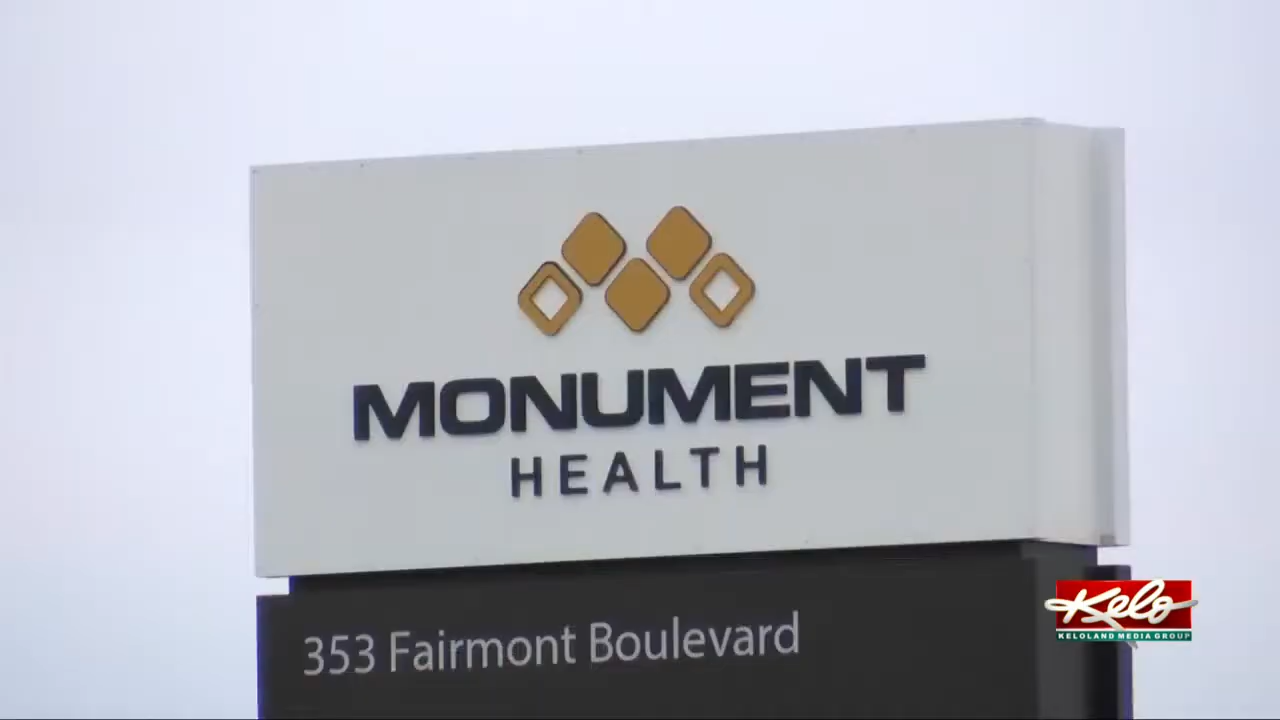 MONUMENT
HEALTH
353 Fairmont Boulevard
Kelo
KELOLAND MEDIA GROUP